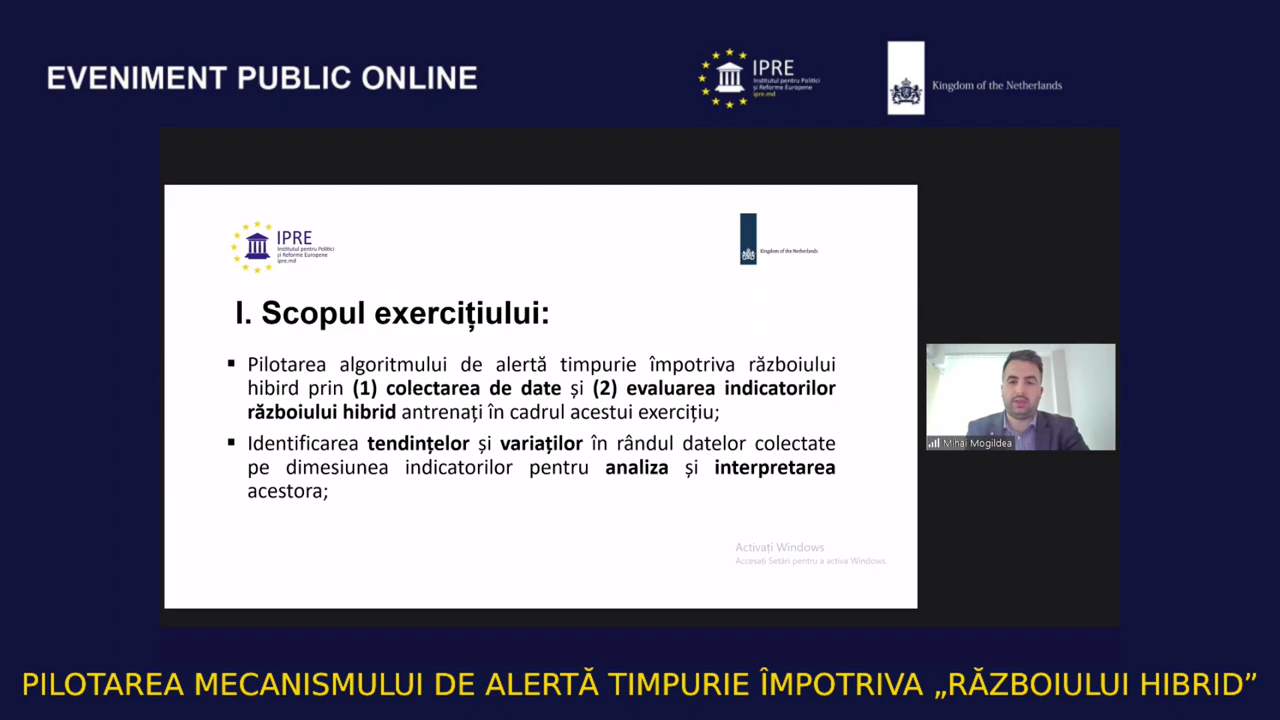 EVENIMENT PUBLIC ONLINE
IPRE
Institutul pentru Politici
și Reforme Europene
ipre.md
Kingdom of the Netherlands
IPRE
Institutul pentru Politici
și Reforme Europene
ipre.md
Kingdom of the Netherlands
I. Scopul exercițiului:
▪ Pilotarea algoritmului de alertă timpurie împotriva războiului
hibird prin (1) colectarea de date și (2) evaluarea indicatorilor
războiului hibrid antrenați în cadrul acestui exercițiu;
▪ Identificarea tendințelor și variaților în rândul datelor colectate
pe dimesiunea indicatorilor pentru analiza și interpretarea
acestora;
Activați Windows
Accesați Setări pentru a activa Windows.
Mihai Mogildea
PILOTAREA MECANISMULUI DE ALERTĂ TIMPURIE ÎMPOTRIVA „RĂZBOIULUI HIBRID”